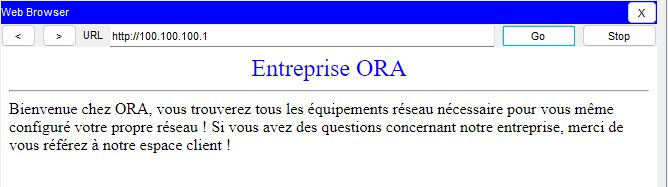 Web Browser X
< > URL http://100.100.100.1 Go Stop
Entreprise ORA
Bienvenue chez ORA, vous trouverez tous les équipements réseau nécessaire pour vous même
configuré votre propre réseau ! Si vous avez des questions concernant notre entreprise, merci de
vous référez à notre espace client !